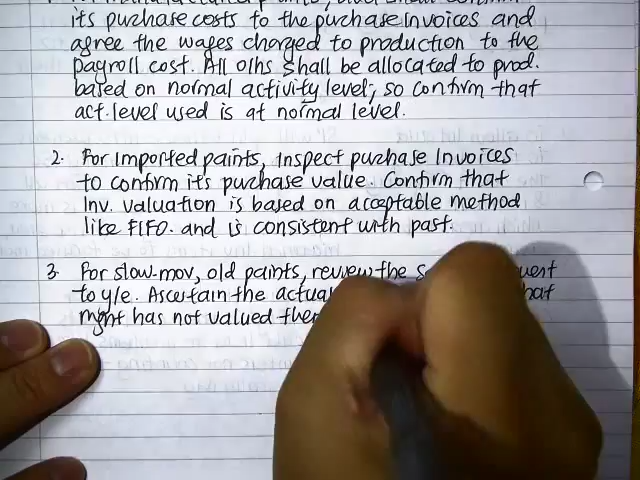 its purchase costs to the purchase invoices and
agree the wages charged to production to the
payroll cost. All o/hs shall be allocated to prod.
based on normal activity level, so confirm that
act. level used is at normal level.
2. For imported paints, inspect purchase invoices
to confirm its purchase value. Confirm that
Inv. valuation is based on acceptable method
like FIFO. and is consistent with past.
3. For slow-mov, old paints, review the
to y/e. Ascertain the actual
mgnt has not valued